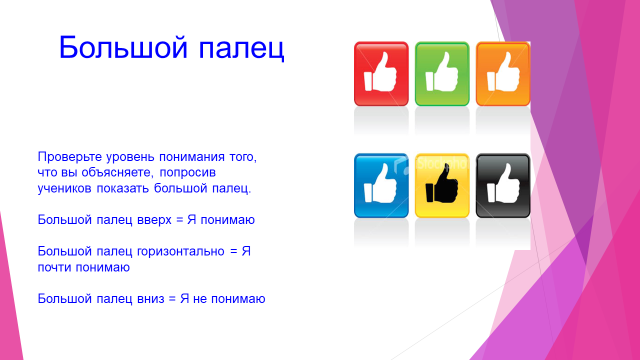 Большой палец
Проверьте уровень понимания того,
что вы объясняете, попросив
учеников показать большой палец.
Большой палец вверх = Я понимаю
Большой палец горизонтально = Я
почти понимаю
Большой палец вниз = Я не понимаю